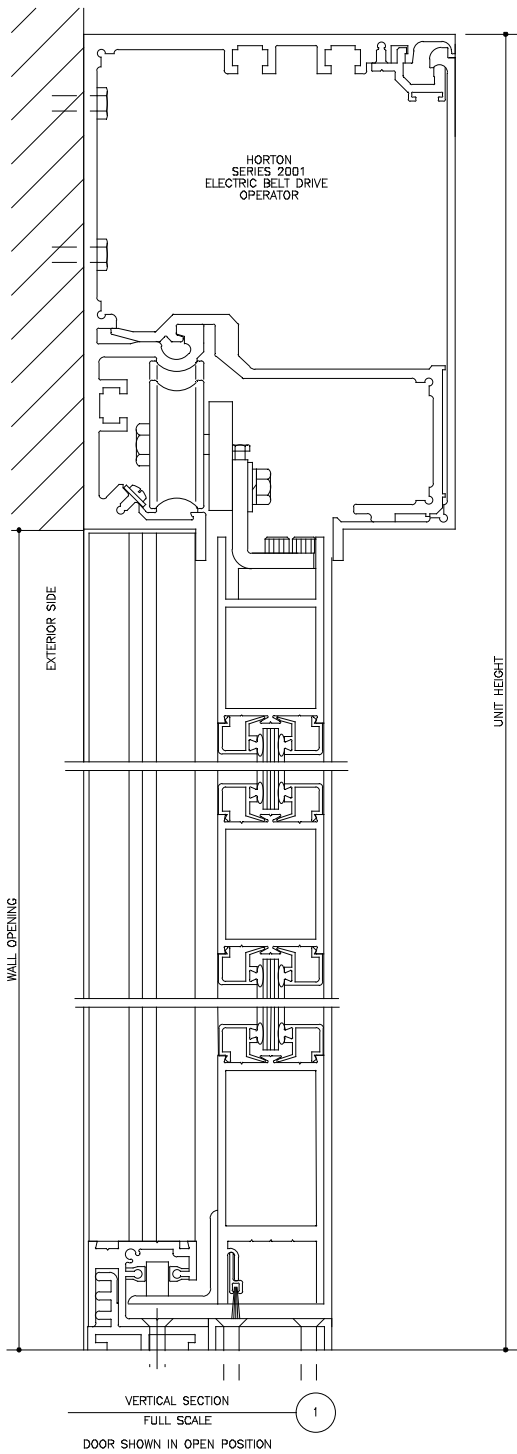 HORTON
SERIES 2001
ELECTRIC BELT DRIVE
OPERATOR
EXTERIOR SIDE
UNIT HEIGHT
WALL OPENING
VERTICAL SECTION
FULL SCALE
1
DOOR SHOWN IN OPEN POSITION